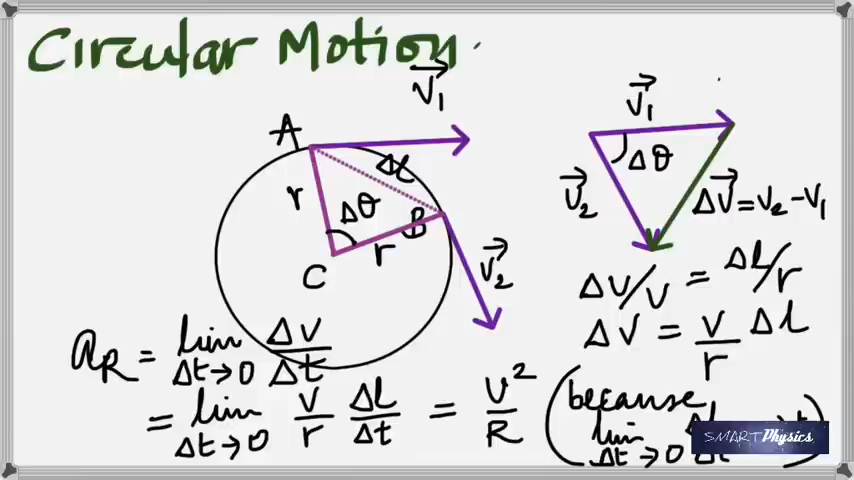 Circular Motion
V⃗₁
A
Δl
r
Δθ
B
r
C
V⃗₂
V⃗₁
Δθ
V⃗₂
ΔV⃗ = V₂ - V₁
ΔV/V = Δl/r
ΔV = V/r Δl
a_R = lim Δt→0 ΔV/Δt
= lim Δt→0 V/r Δl/Δt = V²/R (because
lim Δt→0
SMART Physics